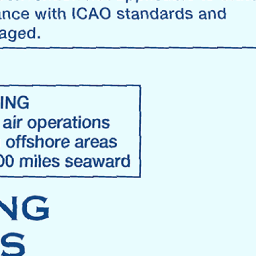 ance with ICAO standards and
aged.
ING
air operations
offshore areas
00 miles seaward
NG
S